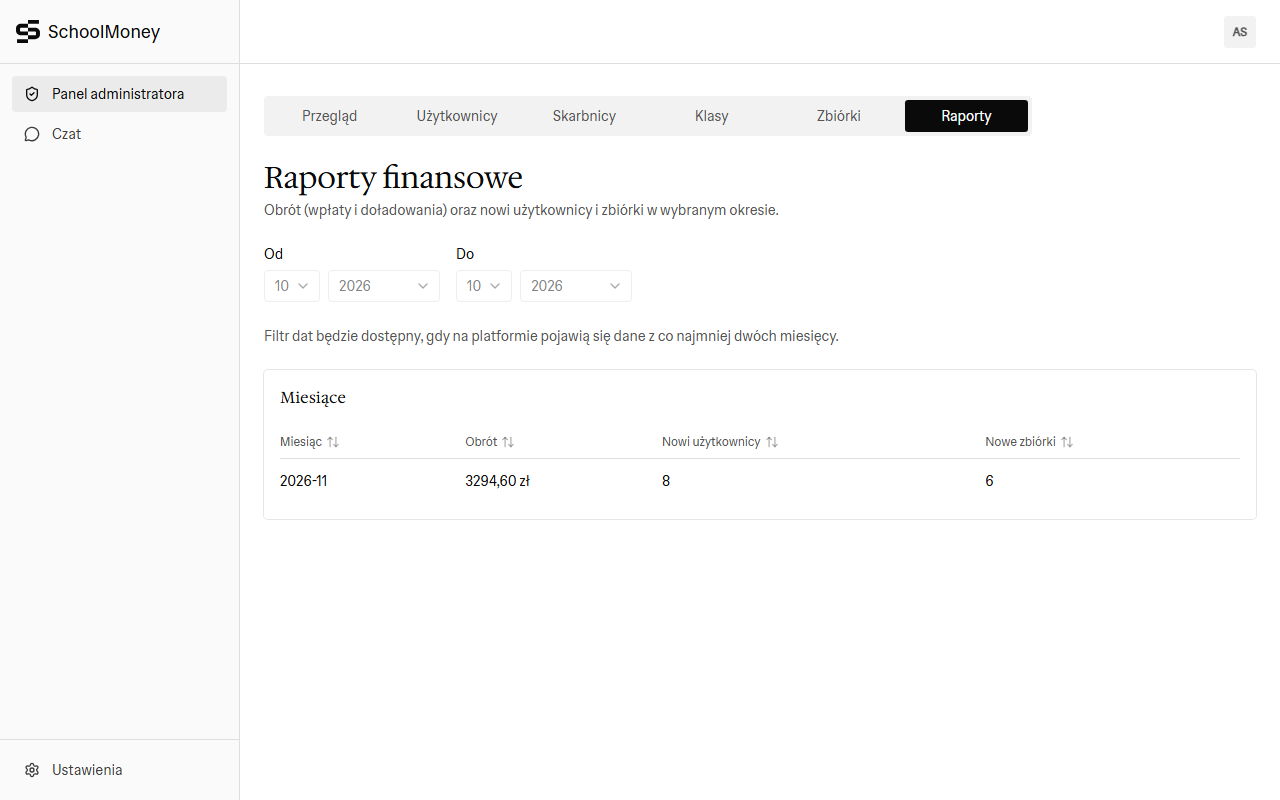 SchoolMoney
AS
Panel administratora
Czat
Przegląd Użytkownicy Skarbnicy Klasy Zbiórki Raporty
Raporty finansowe
Obrót (wpłaty i doładowania) oraz nowi użytkownicy i zbiórki w wybranym okresie.
Od Do
10 2026 10 2026
Filtr dat będzie dostępny, gdy na platformie pojawią się dane z co najmniej dwóch miesięcy.
Miesiące
Miesiąc Obrót Nowi użytkownicy Nowe zbiórki
2026-11 3294,60 zł 8 6
Ustawienia